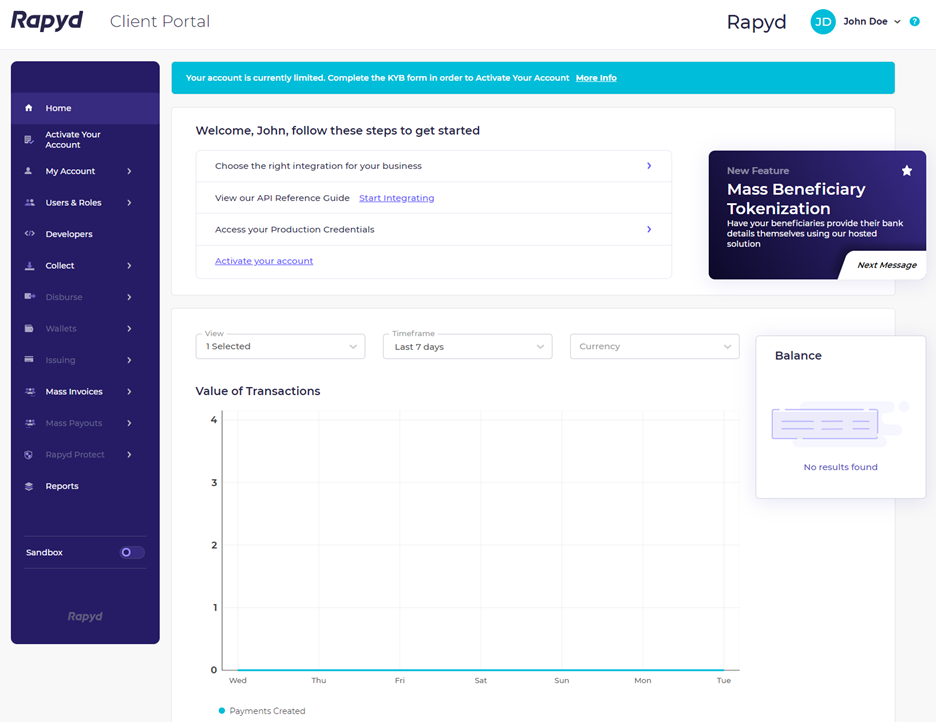 Rapyd
Client Portal
Rapyd
JD
John Doe
?
Your account is currently limited. Complete the KYB form in order to Activate Your Account More Info
Home
Activate Your
Account
My Account
Users & Roles
Developers
Collect
Disburse
Wallets
Issuing
Mass Invoices
Mass Payouts
Rapyd Protect
Reports
Sandbox
Rapyd
Welcome, John, follow these steps to get started
Choose the right integration for your business
View our API Reference Guide Start Integrating
Access your Production Credentials
Activate your account
New Feature
Mass Beneficiary
Tokenization
Have your beneficiaries provide their bank
details themselves using our hosted
solution
Next Message
View
1 Selected
Timeframe
Last 7 days
Currency
Value of Transactions
4
3
2
1
0
Wed Thu Fri Sat Sun Mon Tue
Payments Created
Balance
No results found